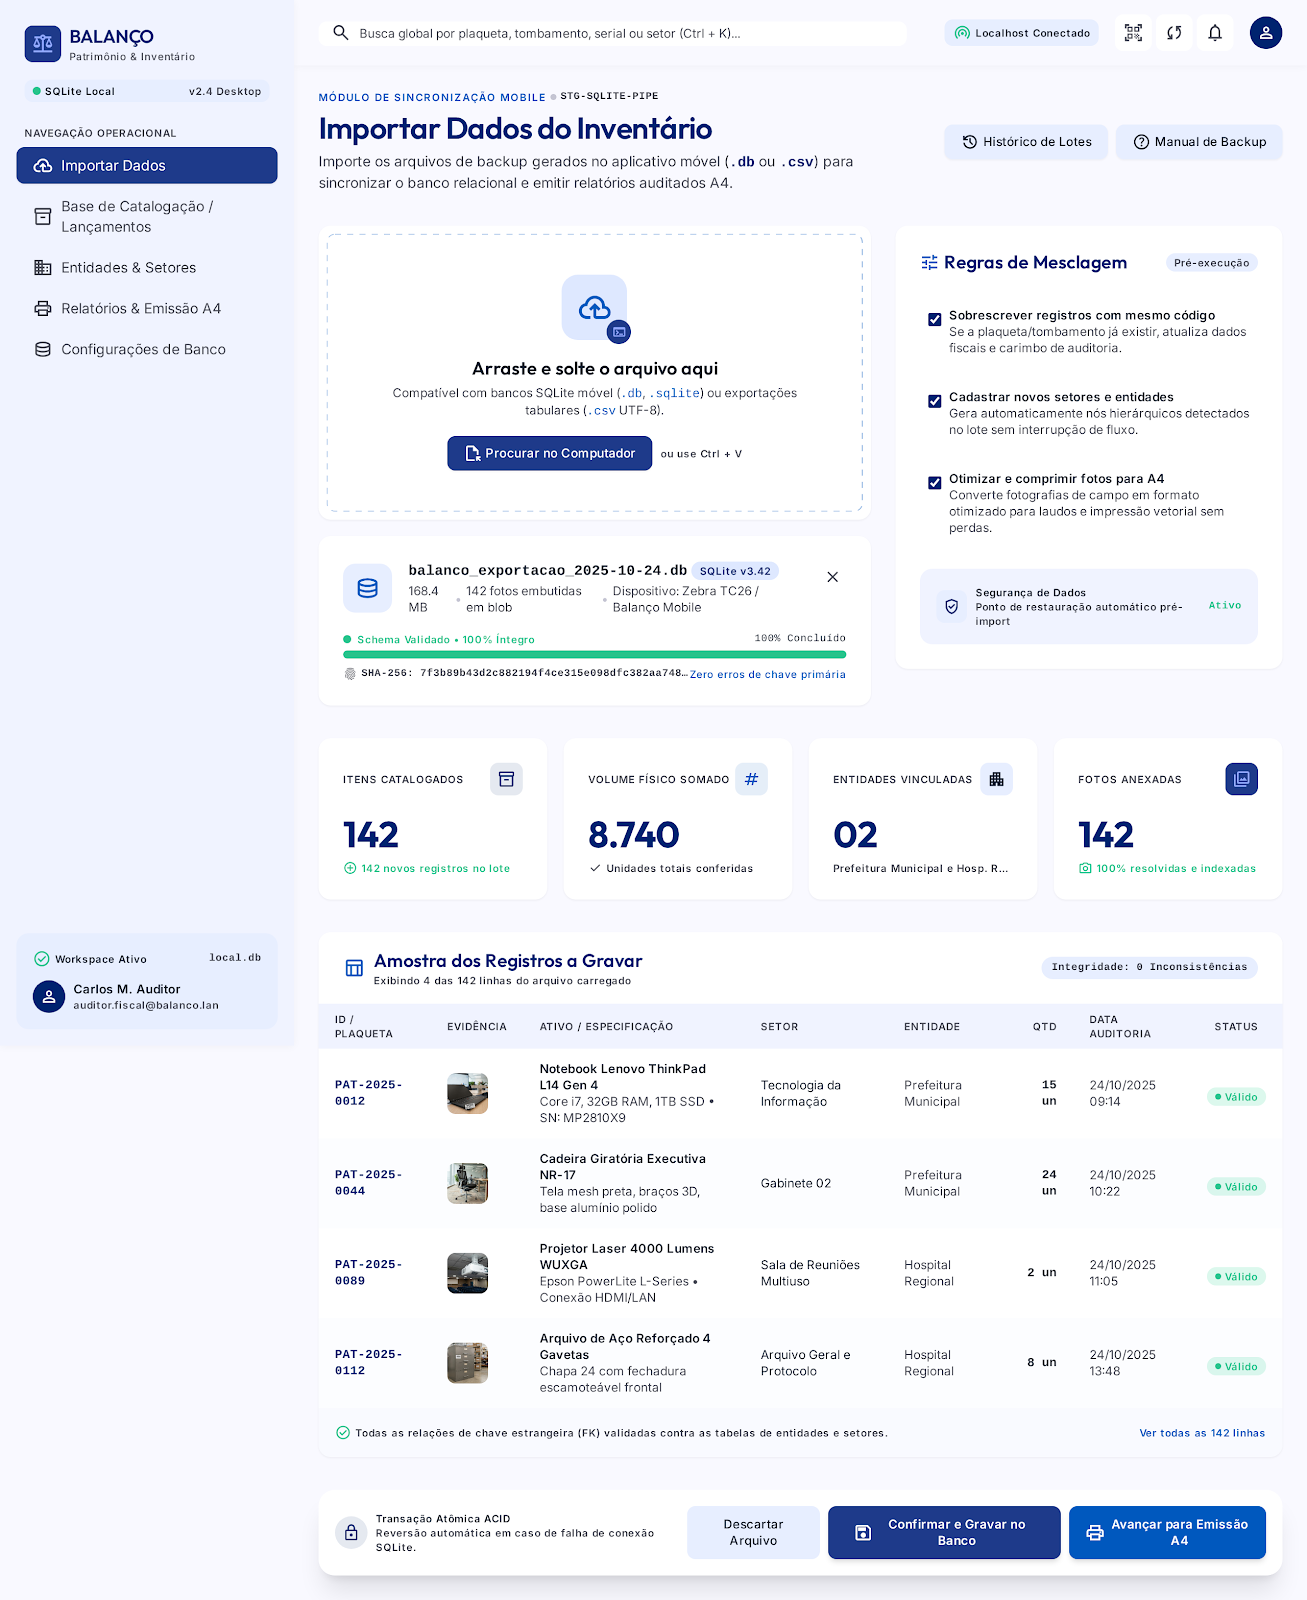 BALANÇO
Patrimônio & Inventário
SQLite Local
v2.4 Desktop
NAVEGAÇÃO OPERACIONAL
Importar Dados
Base de Catalogação /
Lançamentos
Entidades & Setores
Relatórios & Emissão A4
Configurações de Banco
Workspace Ativo
local.db
Carlos M. Auditor
auditor.fiscal@balanco.lan
Busca global por plaqueta, tombamento, serial ou setor (Ctrl + K)...
Localhost Conectado
MÓDULO DE SINCRONIZAÇÃO MOBILE
STG-SQLITE-PIPE
Importar Dados do Inventário
Importe os arquivos de backup gerados no aplicativo móvel (.db ou .csv) para
sincronizar o banco relacional e emitir relatórios auditados A4.
Histórico de Lotes
Manual de Backup
Arraste e solte o arquivo aqui
Compatível com bancos SQLite móvel (.db, .sqlite) ou exportações
tabulares (.csv UTF-8).
Procurar no Computador
ou use Ctrl + V
balanco_exportacao_2025-10-24.db
SQLite v3.42
168.4
MB
•
142 fotos embutidas
em blob
•
Dispositivo: Zebra TC26 /
Balanço Mobile
Schema Validado • 100% Íntegro
100% Concluído
SHA-256: 7f3b89b43d2c882194f4ce315e098dfc382aa748…
Zero erros de chave primária
Regras de Mesclagem
Pré-execução
Sobrescrever registros com mesmo código
Se a plaqueta/tombamento já existir, atualiza dados
fiscais e carimbo de auditoria.
Cadastrar novos setores e entidades
Gera automaticamente nós hierárquicos detectados
no lote sem interrupção de fluxo.
Otimizar e comprimir fotos para A4
Converte fotografias de campo em formato
otimizado para laudos e impressão vetorial sem
perdas.
Segurança de Dados
Ponto de restauração automático pré-
import
Ativo
ITENS CATALOGADOS
142
142 novos registros no lote
VOLUME FÍSICO SOMADO
#
8.740
Unidades totais conferidas
ENTIDADES VINCULADAS
02
Prefeitura Municipal e Hosp. R...
FOTOS ANEXADAS
142
100% resolvidas e indexadas
Amostra dos Registros a Gravar
Exibindo 4 das 142 linhas do arquivo carregado
Integridade: 0 Inconsistências
ID /
PLAQUETA
EVIDÊNCIA
ATIVO / ESPECIFICAÇÃO
SETOR
ENTIDADE
QTD
DATA
AUDITORIA
STATUS
PAT-2025-
0012
Notebook Lenovo ThinkPad
L14 Gen 4
Core i7, 32GB RAM, 1TB SSD •
SN: MP2810X9
Tecnologia da
Informação
Prefeitura
Municipal
15
un
24/10/2025
09:14
Válido
PAT-2025-
0044
Cadeira Giratória Executiva
NR-17
Tela mesh preta, braços 3D,
base alumínio polido
Gabinete 02
Prefeitura
Municipal
24
un
24/10/2025
10:22
Válido
PAT-2025-
0089
Projetor Laser 4000 Lumens
WUXGA
Epson PowerLite L-Series •
Conexão HDMI/LAN
Sala de Reuniões
Multiuso
Hospital
Regional
2 un
24/10/2025
11:05
Válido
PAT-2025-
0112
Arquivo de Aço Reforçado 4
Gavetas
Chapa 24 com fechadura
escamoteável frontal
Arquivo Geral e
Protocolo
Hospital
Regional
8 un
24/10/2025
13:48
Válido
Todas as relações de chave estrangeira (FK) validadas contra as tabelas de entidades e setores.
Ver todas as 142 linhas
Transação Atômica ACID
Reversão automática em caso de falha de conexão
SQLite.
Descartar
Arquivo
Confirmar e Gravar no
Banco
Avançar para Emissão
A4